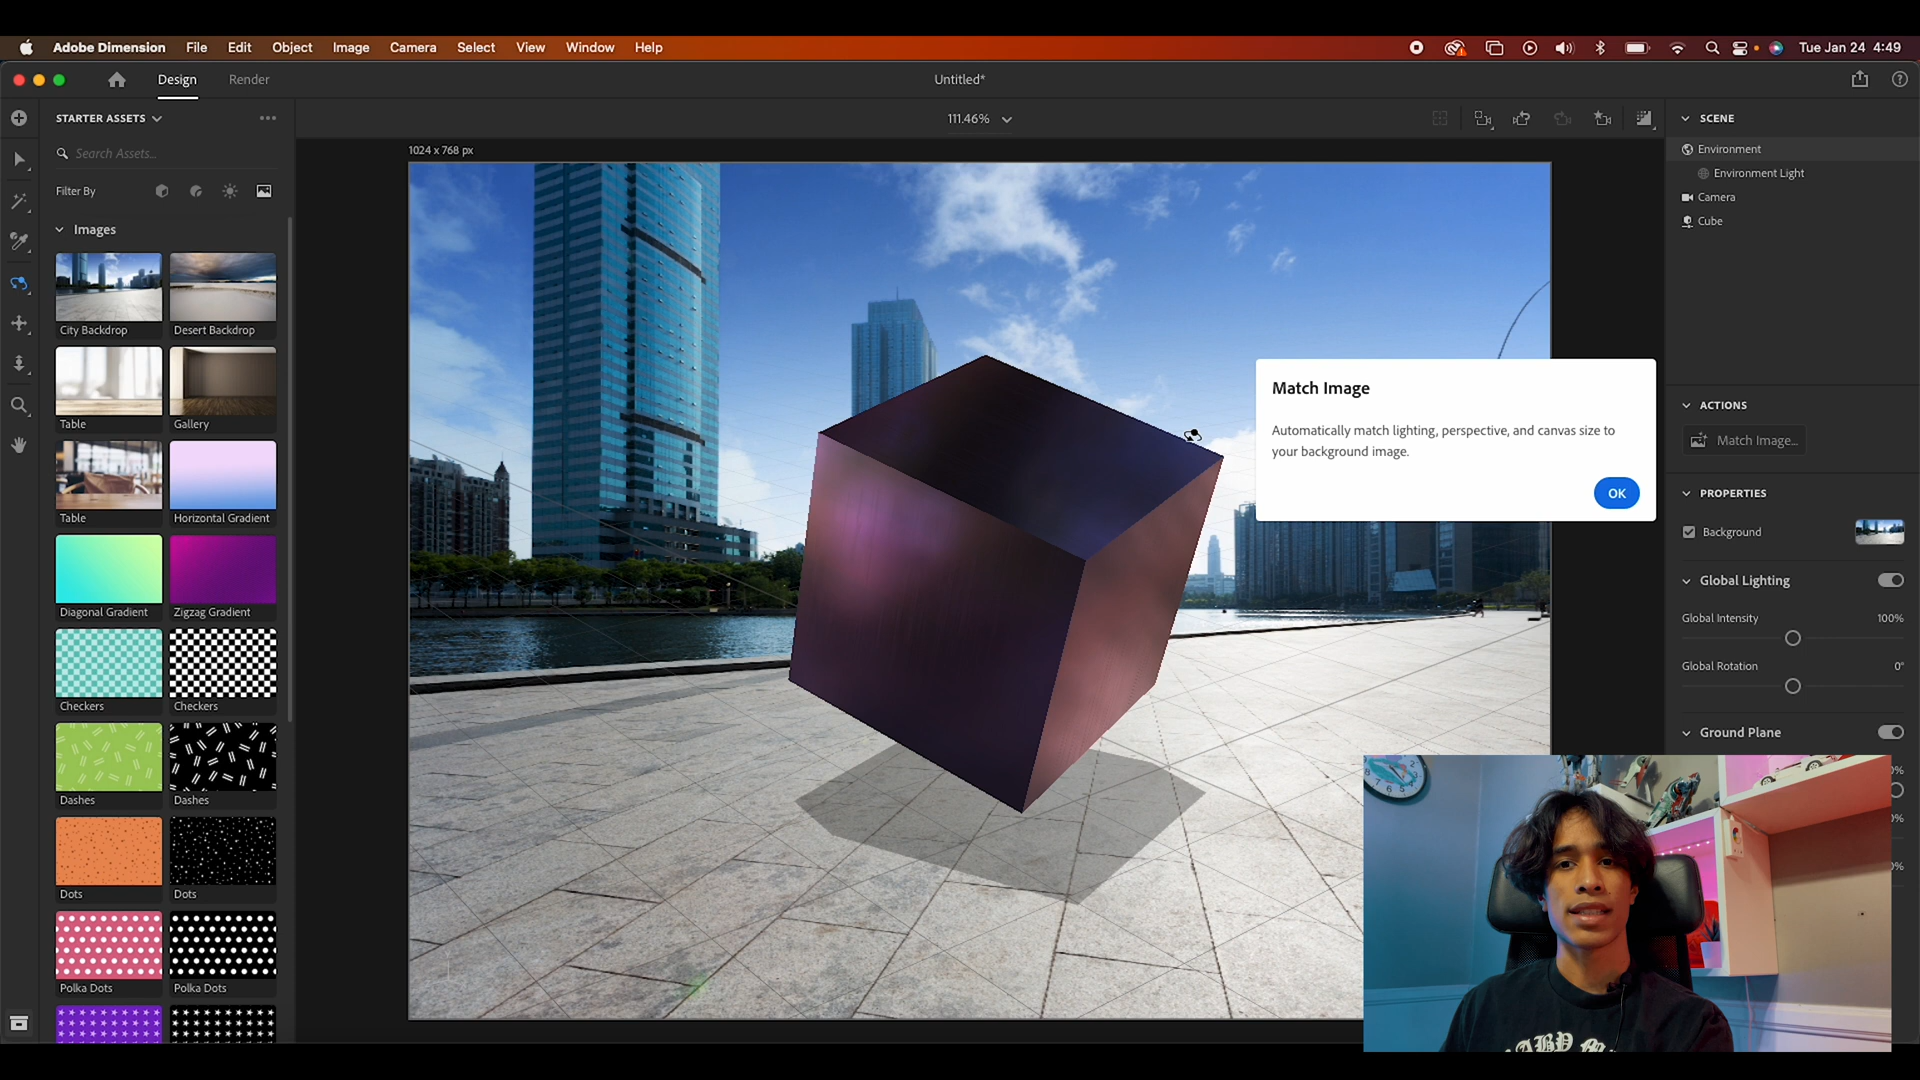 Adobe Dimension File Edit Object Image Camera Select View Window Help
Tue Jan 24 4:49
Design Render
Untitled*
STARTER ASSETS
Search Assets...
Filter By
Images
City Backdrop Desert Backdrop
Table Gallery
Table Horizontal Gradient
Diagonal Gradient Zigzag Gradient
Checkers Checkers
Dashes Dashes
Dots Dots
Polka Dots Polka Dots
111.46%
1024 x 768 px
Match Image
Automatically match lighting, perspective, and canvas size to
your background image.
OK
SCENE
Environment
Environment Light
Camera
Cube
ACTIONS
Match Image...
PROPERTIES
Background
Global Lighting
Global Intensity 100%
Global Rotation 0°
Ground Plane